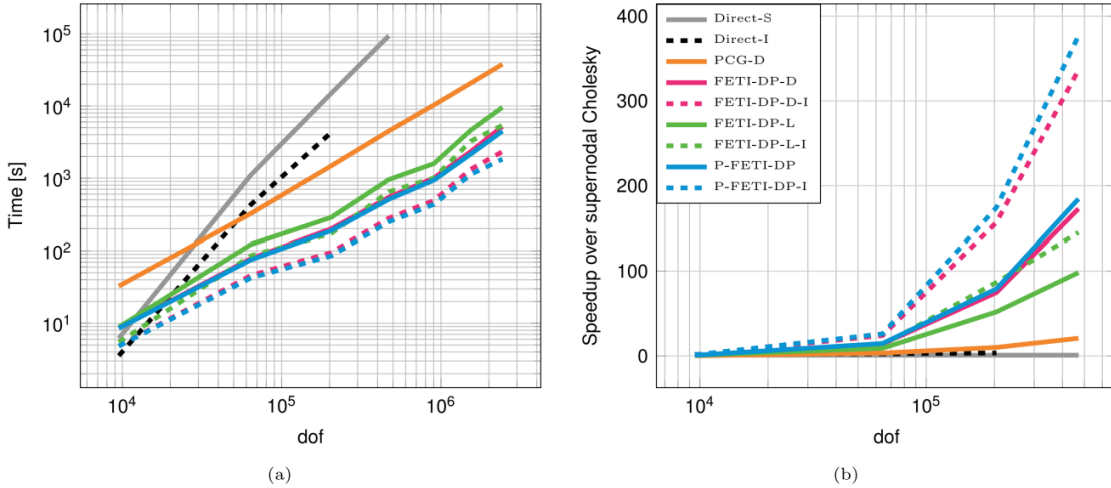 10^5
10^4
10^3
10^2
10^1
Time [s]
10^4
10^5
10^6
dof
(a)
400
300
200
100
0
Speedup over supernodal Cholesky
Direct-S
Direct-I
PCG-D
FETI-DP-D
FETI-DP-D-I
FETI-DP-L
FETI-DP-L-I
P-FETI-DP
P-FETI-DP-I
10^4
10^5
dof
(b)